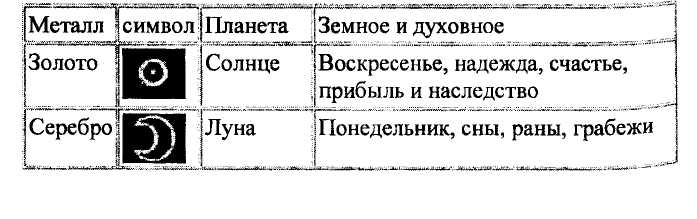 Металл символ Планета Земное и духовное
Золото Солнце Воскресенье, надежда, счастье,
прибыль и наследство
Серебро Луна Понедельник, сны, раны, грабежи